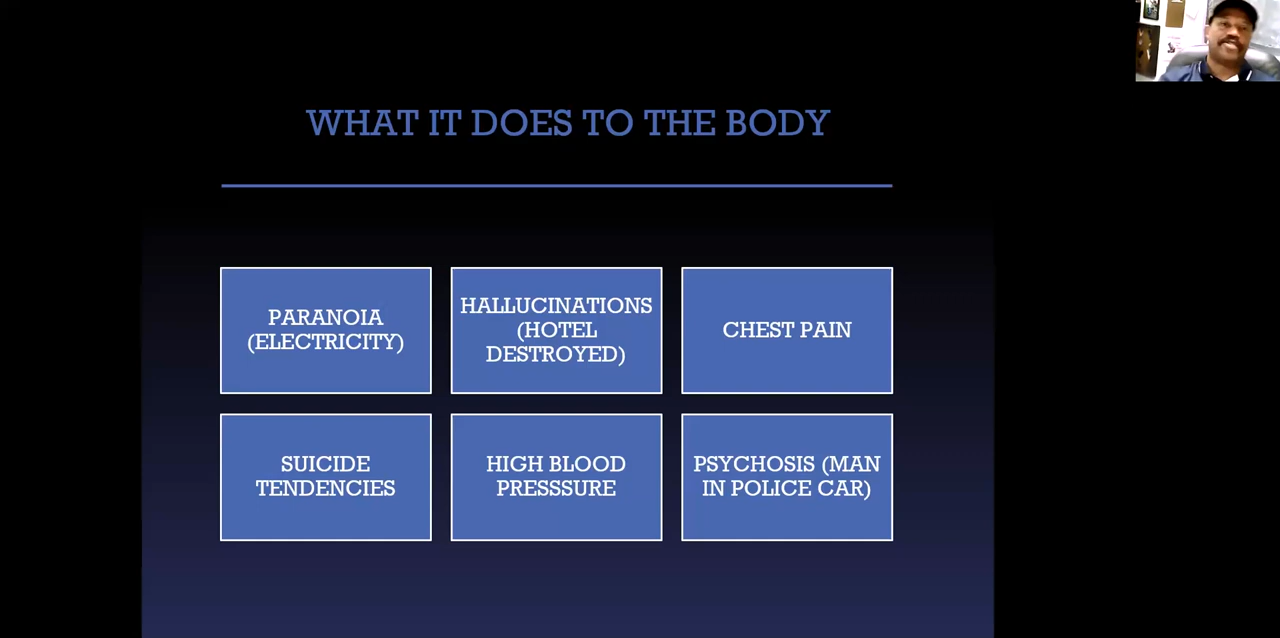 WHAT IT DOES TO THE BODY
PARANOIA
(ELECTRICITY)
HALLUCINATIONS
(HOTEL
DESTROYED)
CHEST PAIN
SUICIDE
TENDENCIES
HIGH BLOOD
PRESSSURE
PSYCHOSIS (MAN
IN POLICE CAR)